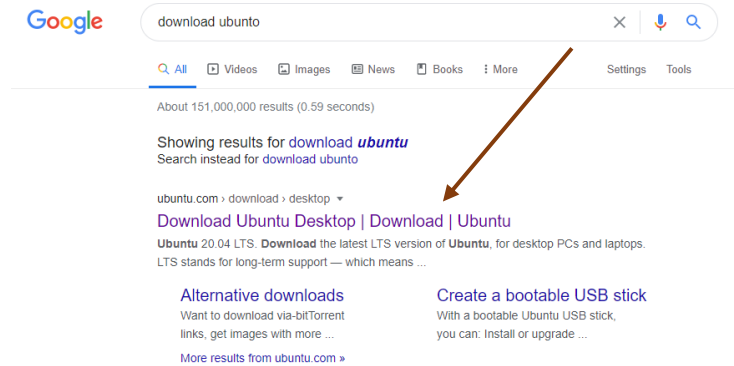 Google
download ubunto
All Videos Images News Books More Settings Tools
About 151,000,000 results (0.59 seconds)
Showing results for download ubuntu
Search instead for download ubunto
ubuntu.com › download › desktop
Download Ubuntu Desktop | Download | Ubuntu
Ubuntu 20.04 LTS. Download the latest LTS version of Ubuntu, for desktop PCs and laptops.
LTS stands for long-term support — which means ...
Alternative downloads
Want to download via-bitTorrent
links, get images with more ...
Create a bootable USB stick
With a bootable Ubuntu USB stick,
you can: Install or upgrade ...
More results from ubuntu.com »